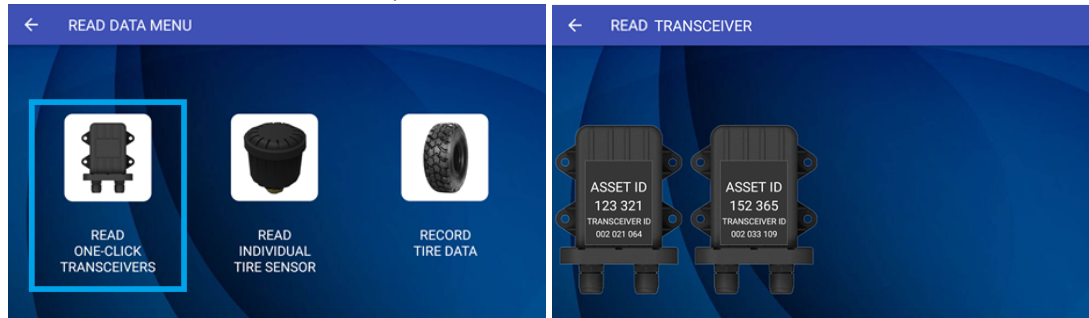 READ DATA MENU
READ
ONE-CLICK
TRANSCEIVERS
READ
INDIVIDUAL
TIRE SENSOR
RECORD
TIRE DATA
READ TRANSCEIVER
ASSET ID
123 321
TRANSCEIVER ID
002 021 064
ASSET ID
152 365
TRANSCEIVER ID
002 033 109